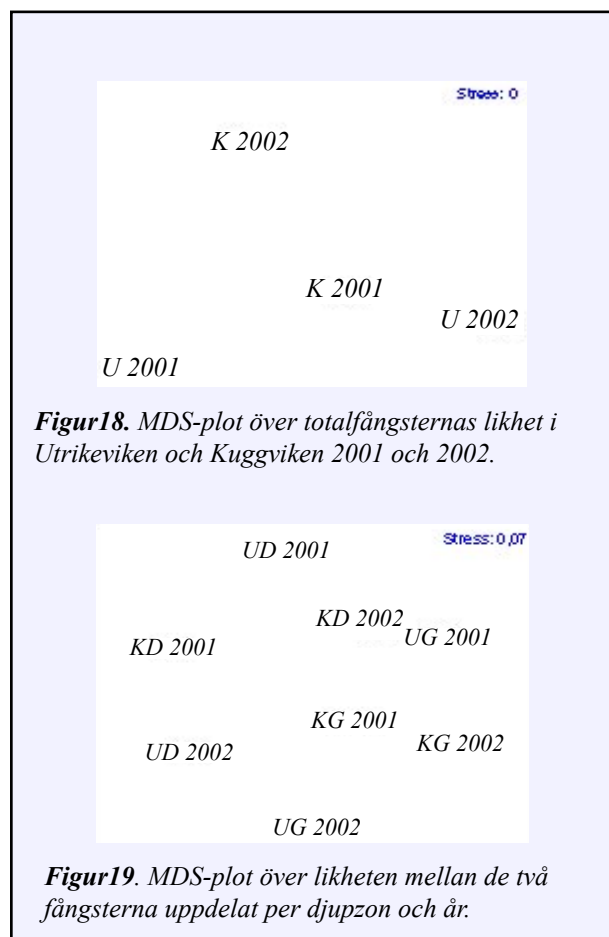 Stress: 0
K 2002
K 2001
U 2002
U 2001
Figur18. MDS-plot över totalfångsternas likhet i
Utrikeviken och Kuggviken 2001 och 2002.
Stress: 0,07
UD 2001
KD 2002
UG 2001
KD 2001
KG 2001
KG 2002
UD 2002
UG 2002
Figur19. MDS-plot över likheten mellan de två
fångsterna uppdelat per djupzon och år.